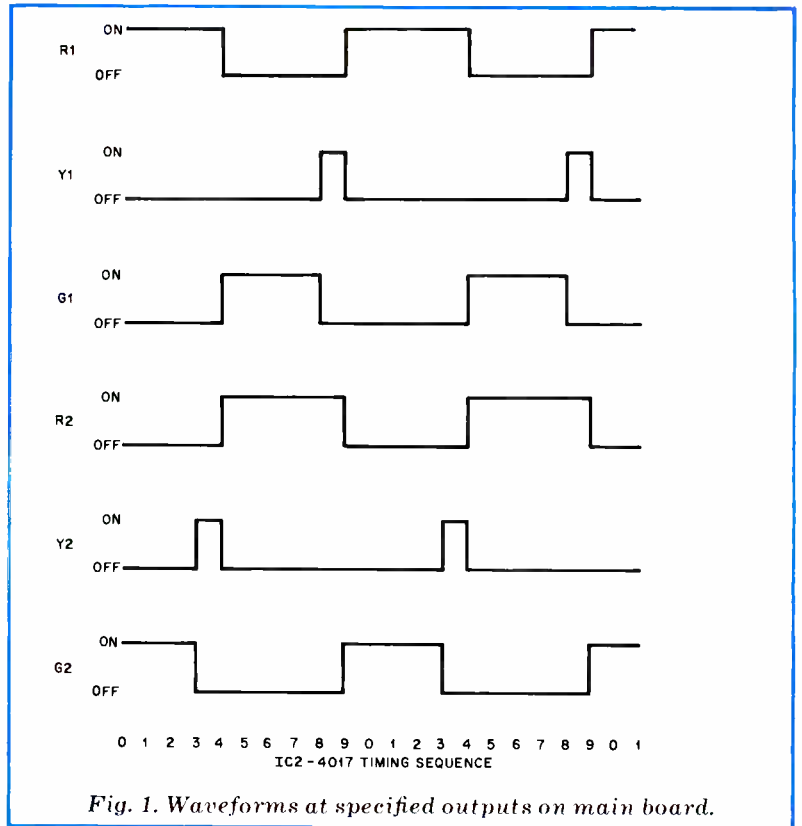 ON
R1
OFF
ON
Y1
OFF
ON
G1
OFF
ON
R2
OFF
ON
Y2
OFF
ON
G2
OFF
0 1 2 3 4 5 6 7 8 9 0 1 2 3 4 5 6 7 8 9 0 1
IC2-4017 TIMING SEQUENCE
Fig. 1. Waveforms at specified outputs on main board.